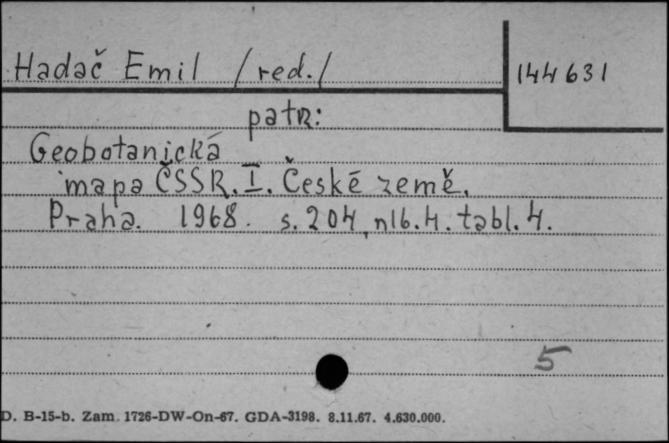 Hadač Emil /red./
144631
patrz:
Geobotanická
mapa ČSSR. I. České země.
Praha. 1968. s. 204, nlb. 4. tabl. 4.
5
D. B-15-b. Zam. 1726-DW-On-67. GDA-3198. 8.11.67. 4.630.000.